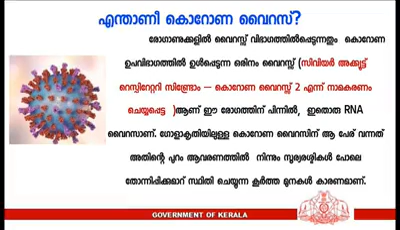 എന്താണീ കൊറോണ വൈറസ്?
രോഗാണുക്കളിൽ വൈറസ് വിഭാഗത്തിൽപ്പെടുന്നതും കൊറോണ
ഉപവിഭാഗത്തിൽ ഉൾപ്പെടുന്ന ഒരിനം വൈറസ് (സിവിയർ അക്യൂട്ട്
റെസ്പിറേറ്ററി സിണ്ട്രോം – കൊറോണ വൈറസ് 2 എന്ന് നാമകരണം
ചെയ്യപ്പെട്ട )ആണ് ഈ രോഗത്തിന് പിന്നിൽ, ഇതൊരു RNA
വൈറസാണ്. ഗോളാകൃതിയിലുള്ള കൊറോണ വൈറസിന് ആ പേര് വന്നത്
അതിന്റെ പുറം ആവരണത്തിൽ നിന്നും സൂര്യരശ്മികൾ പോലെ
തോന്നിപ്പിക്കുമാറ് സ്ഥിതി ചെയ്യുന്ന കൂർത്ത മുനകൾ കാരണമാണ്.
GOVERNMENT OF KERALA